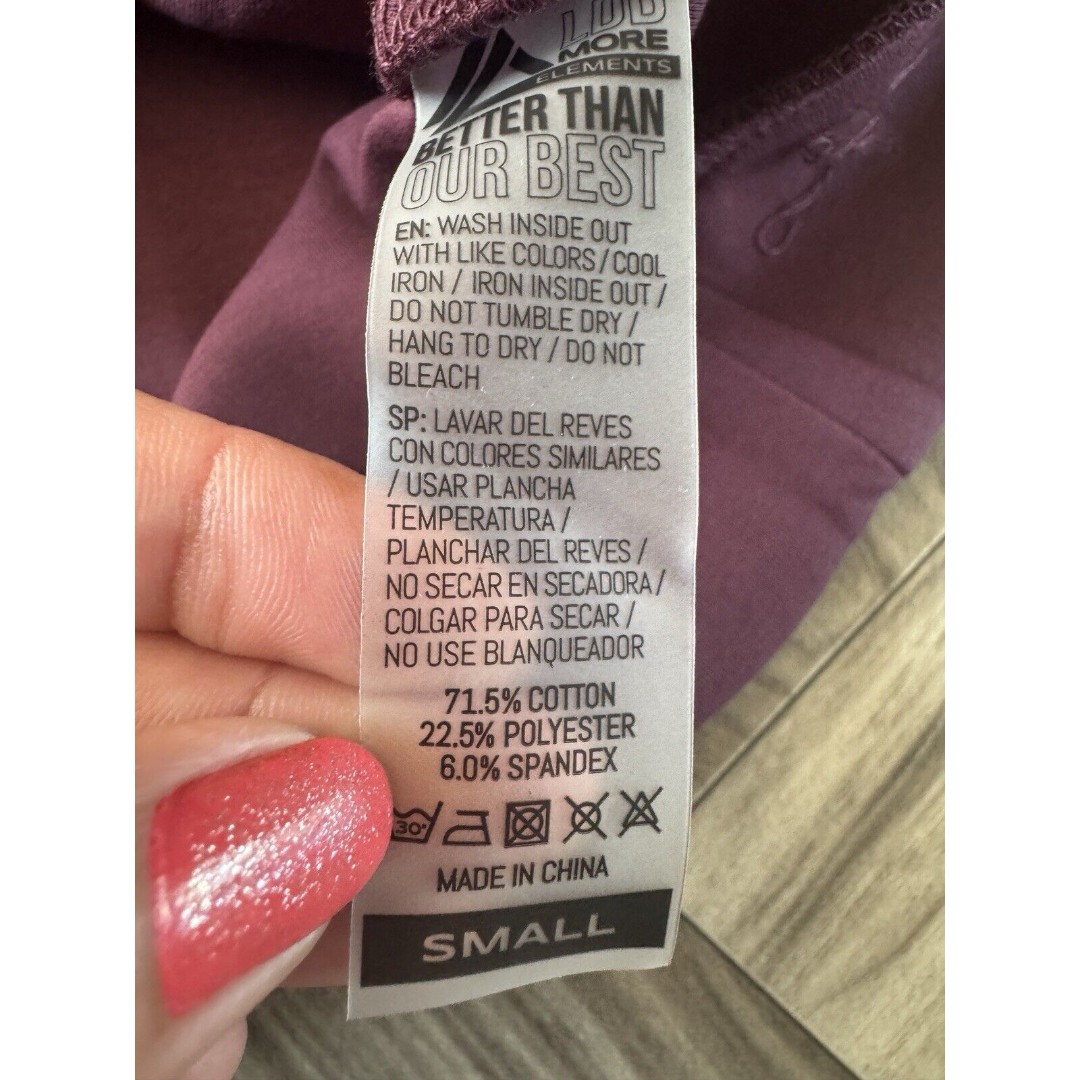 MORE
ELEMENTS
BETTER THAN
OUR BEST
EN: WASH INSIDE OUT
WITH LIKE COLORS / COOL
IRON / IRON INSIDE OUT /
DO NOT TUMBLE DRY /
HANG TO DRY / DO NOT
BLEACH
SP: LAVAR DEL REVES
CON COLORES SIMILARES
/ USAR PLANCHA
TEMPERATURA /
PLANCHAR DEL REVES /
NO SECAR EN SECADORA /
COLGAR PARA SECAR /
NO USE BLANQUEADOR
71.5% COTTON
22.5% POLYESTER
6.0% SPANDEX
30°
MADE IN CHINA
SMALL